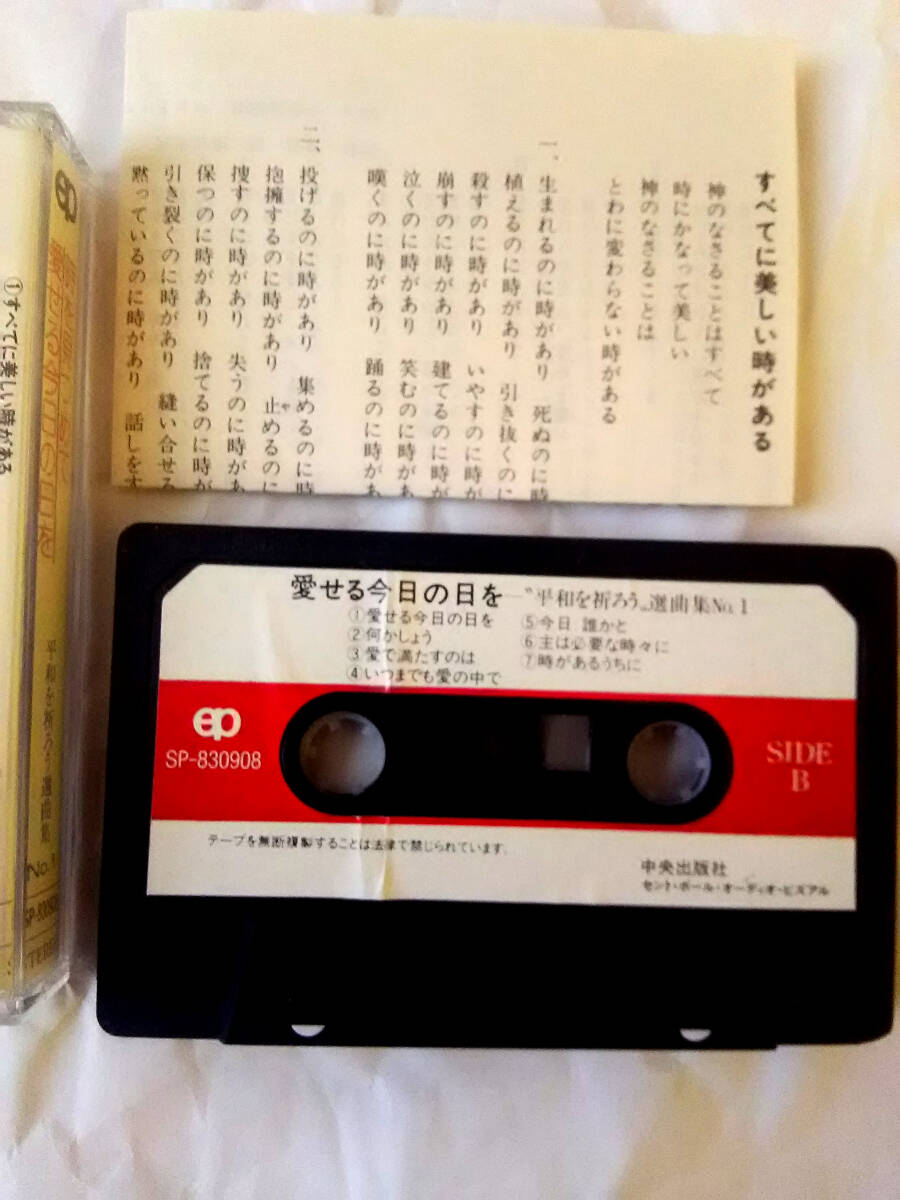 すべてに美しい時がある
神のなさることはすべて
時にかなって美しい
神のなさることは
とわに変わらない時がある
一、生まれるのに時があり 死ぬのに時
植えるのに時があり 引き抜くのに
殺すのに時があり いやすのに時が
崩すのに時があり 建てるのに時が
泣くのに時があり 笑むのに時が
嘆くのに時があり 踊るのに時があ
二、投げるのに時があり 集めるのに時
抱擁するのに時があり 止やめるのに
捜すのに時があり 失うのに時があ
保つのに時があり 捨てるのに時が
引き裂くのに時があり 縫い合せる
黙っているのに時があり 話しをす
ep
愛せる今日の日を
平和を祈ろう 選曲集
No.
①すべてに美しい時がある
愛せる今日の日を—〝平和を祈ろう〟選曲集No.1
①愛せる今日の日を
②何かしょう
③愛で満たすのは
④いつまでも愛の中で
⑤今日 誰かと
⑥主は必要な時々に
⑦時があるうちに
ep
SP-830908
SIDE
B
テープを無断複製することは法律で禁じられています。
中央出版社
セント・ポール・オーディオ・ビズアル